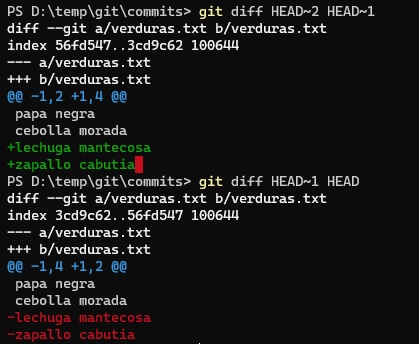 PS D:\temp\git\commits> git diff HEAD~2 HEAD~1
diff --git a/verduras.txt b/verduras.txt
index 56fd547..3cd9c62 100644
--- a/verduras.txt
+++ b/verduras.txt
@@ -1,2 +1,4 @@
 papa negra
 cebolla morada
+lechuga mantecosa
+zapallo cabutia
PS D:\temp\git\commits> git diff HEAD~1 HEAD
diff --git a/verduras.txt b/verduras.txt
index 3cd9c62..56fd547 100644
--- a/verduras.txt
+++ b/verduras.txt
@@ -1,4 +1,2 @@
 papa negra
 cebolla morada
-lechuga mantecosa
-zapallo cabutia